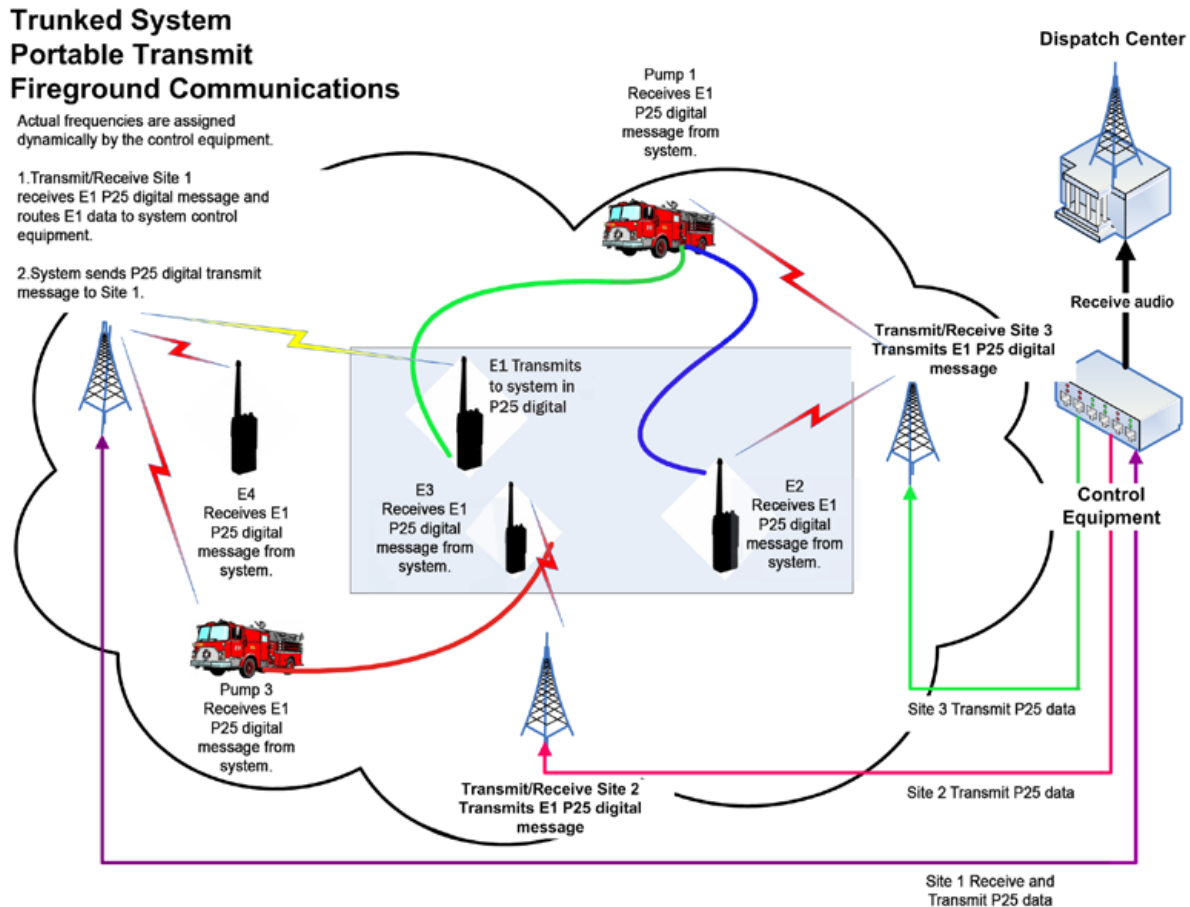 Trunked System
Portable Transmit
Fireground Communications
Actual frequencies are assigned
dynamically by the control equipment.
1.Transmit/Receive Site 1
receives E1 P25 digital message and
routes E1 data to system control
equipment.
2.System sends P25 digital transmit
message to Site 1.
Pump 1
Receives E1
P25 digital
message from
system.
Dispatch Center
Receive audio
Transmit/Receive Site 3
Transmits E1 P25 digital
message
E1 Transmits
to system in
P25 digital
E4
Receives E1
P25 digital
message from
system.
E3
Receives E1
P25 digital
message from
system.
E2
Receives E1
P25 digital
message from
system.
Control
Equipment
Pump 3
Receives E1
P25 digital
message from
system.
Site 3 Transmit P25 data
Transmit/Receive Site 2
Transmits E1 P25 digital
message
Site 2 Transmit P25 data
Site 1 Receive and
Transmit P25 data